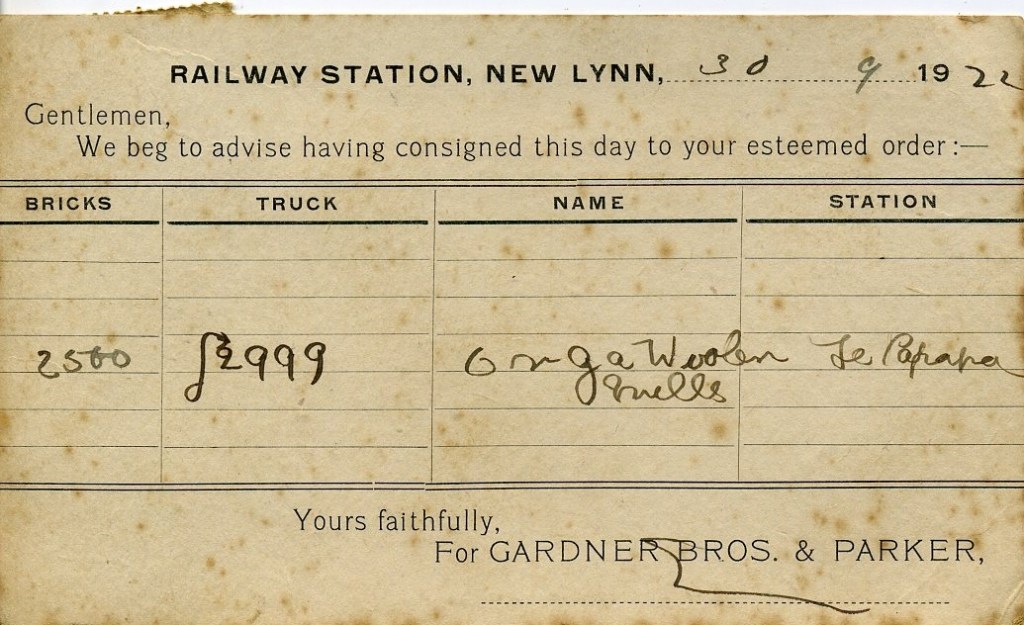 RAILWAY STATION, NEW LYNN, 30 9 1922
Gentlemen,
We beg to advise having consigned this day to your esteemed order:—
BRICKS TRUCK NAME STATION
2500 2999 Onga Woolen Te Papapa
Mills
Yours faithfully,
For GARDNER BROS. & PARKER,